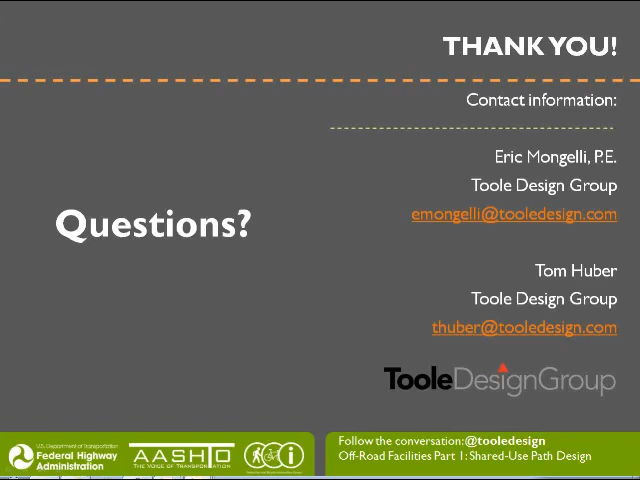 THANK YOU!
Contact information:
Eric Mongelli, P.E.
Toole Design Group
emongelli@tooledesign.com
Questions?
Tom Huber
Toole Design Group
thuber@tooledesign.com
TooleDesignGroup
U.S. Department of Transportation
Federal Highway
Administration
AASHTO
THE VOICE OF TRANSPORTATION
Follow the conversation: @tooledesign
Off-Road Facilities Part 1: Shared-Use Path Design